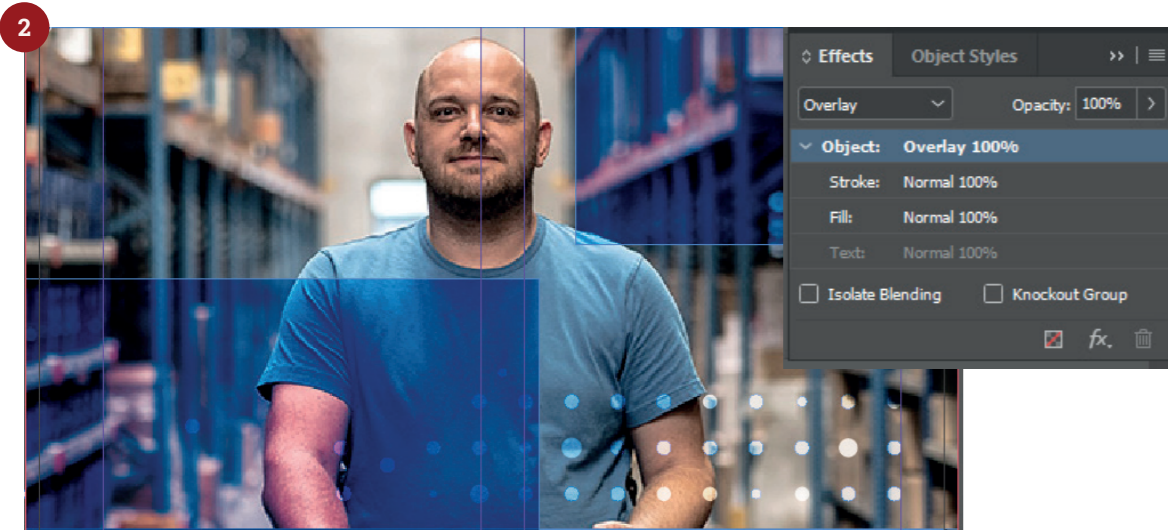 2
Effects Object Styles
Overlay Opacity: 100%
Object: Overlay 100%
Stroke: Normal 100%
Fill: Normal 100%
Text: Normal 100%
Isolate Blending Knockout Group
fx.